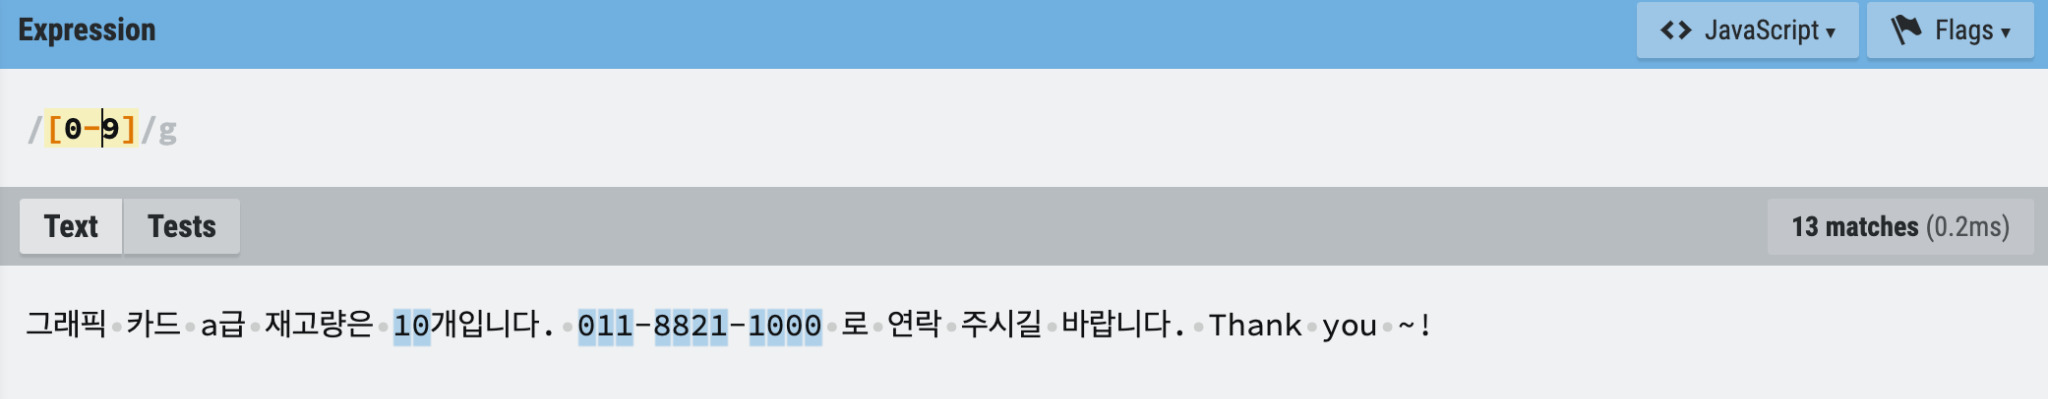 Expression
<> JavaScript ▾
Flags ▾
/[0-9]/g
Text
Tests
13 matches (0.2ms)
그래픽 카드 a급 재고량은 10개입니다. 011-8821-1000 로 연락 주시길 바랍니다. Thank you ~!